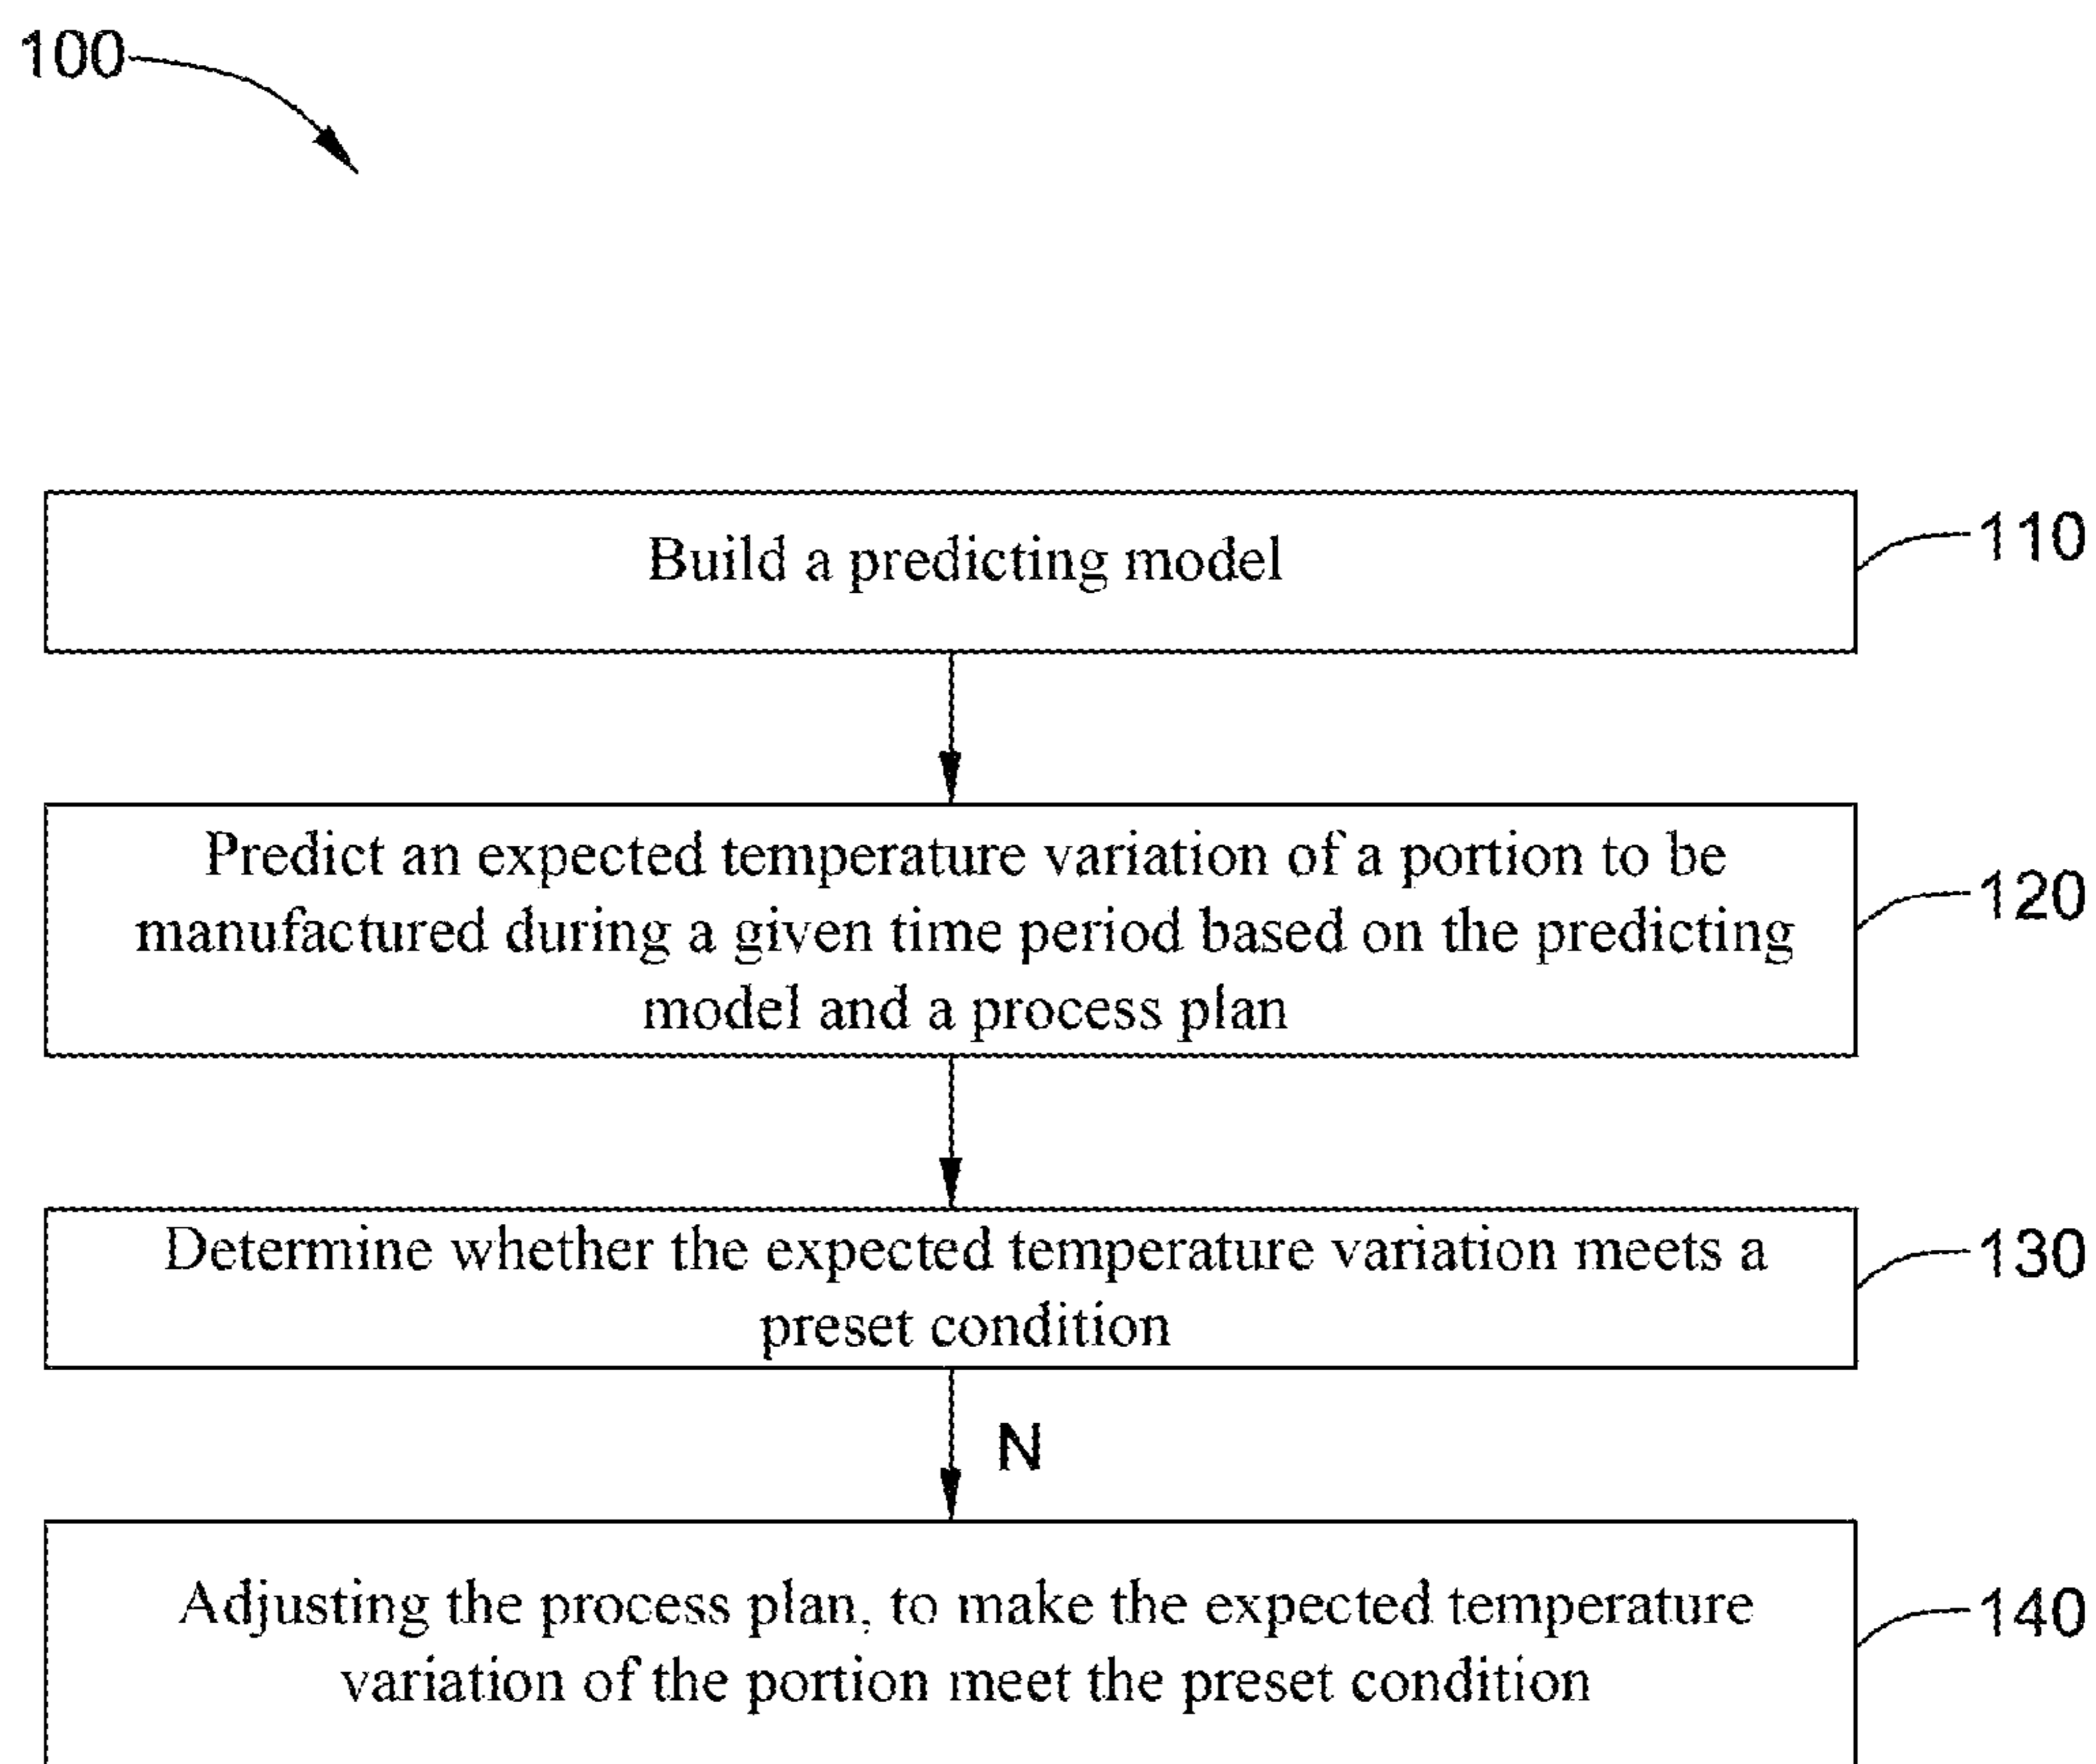 100
Build a predicting model
110
Predict an expected temperature variation of a portion to be
manufactured during a given time period based on the predicting
model and a process plan
120
Determine whether the expected temperature variation meets a
preset condition
130
N
Adjusting the process plan, to make the expected temperature
variation of the portion meet the preset condition
140